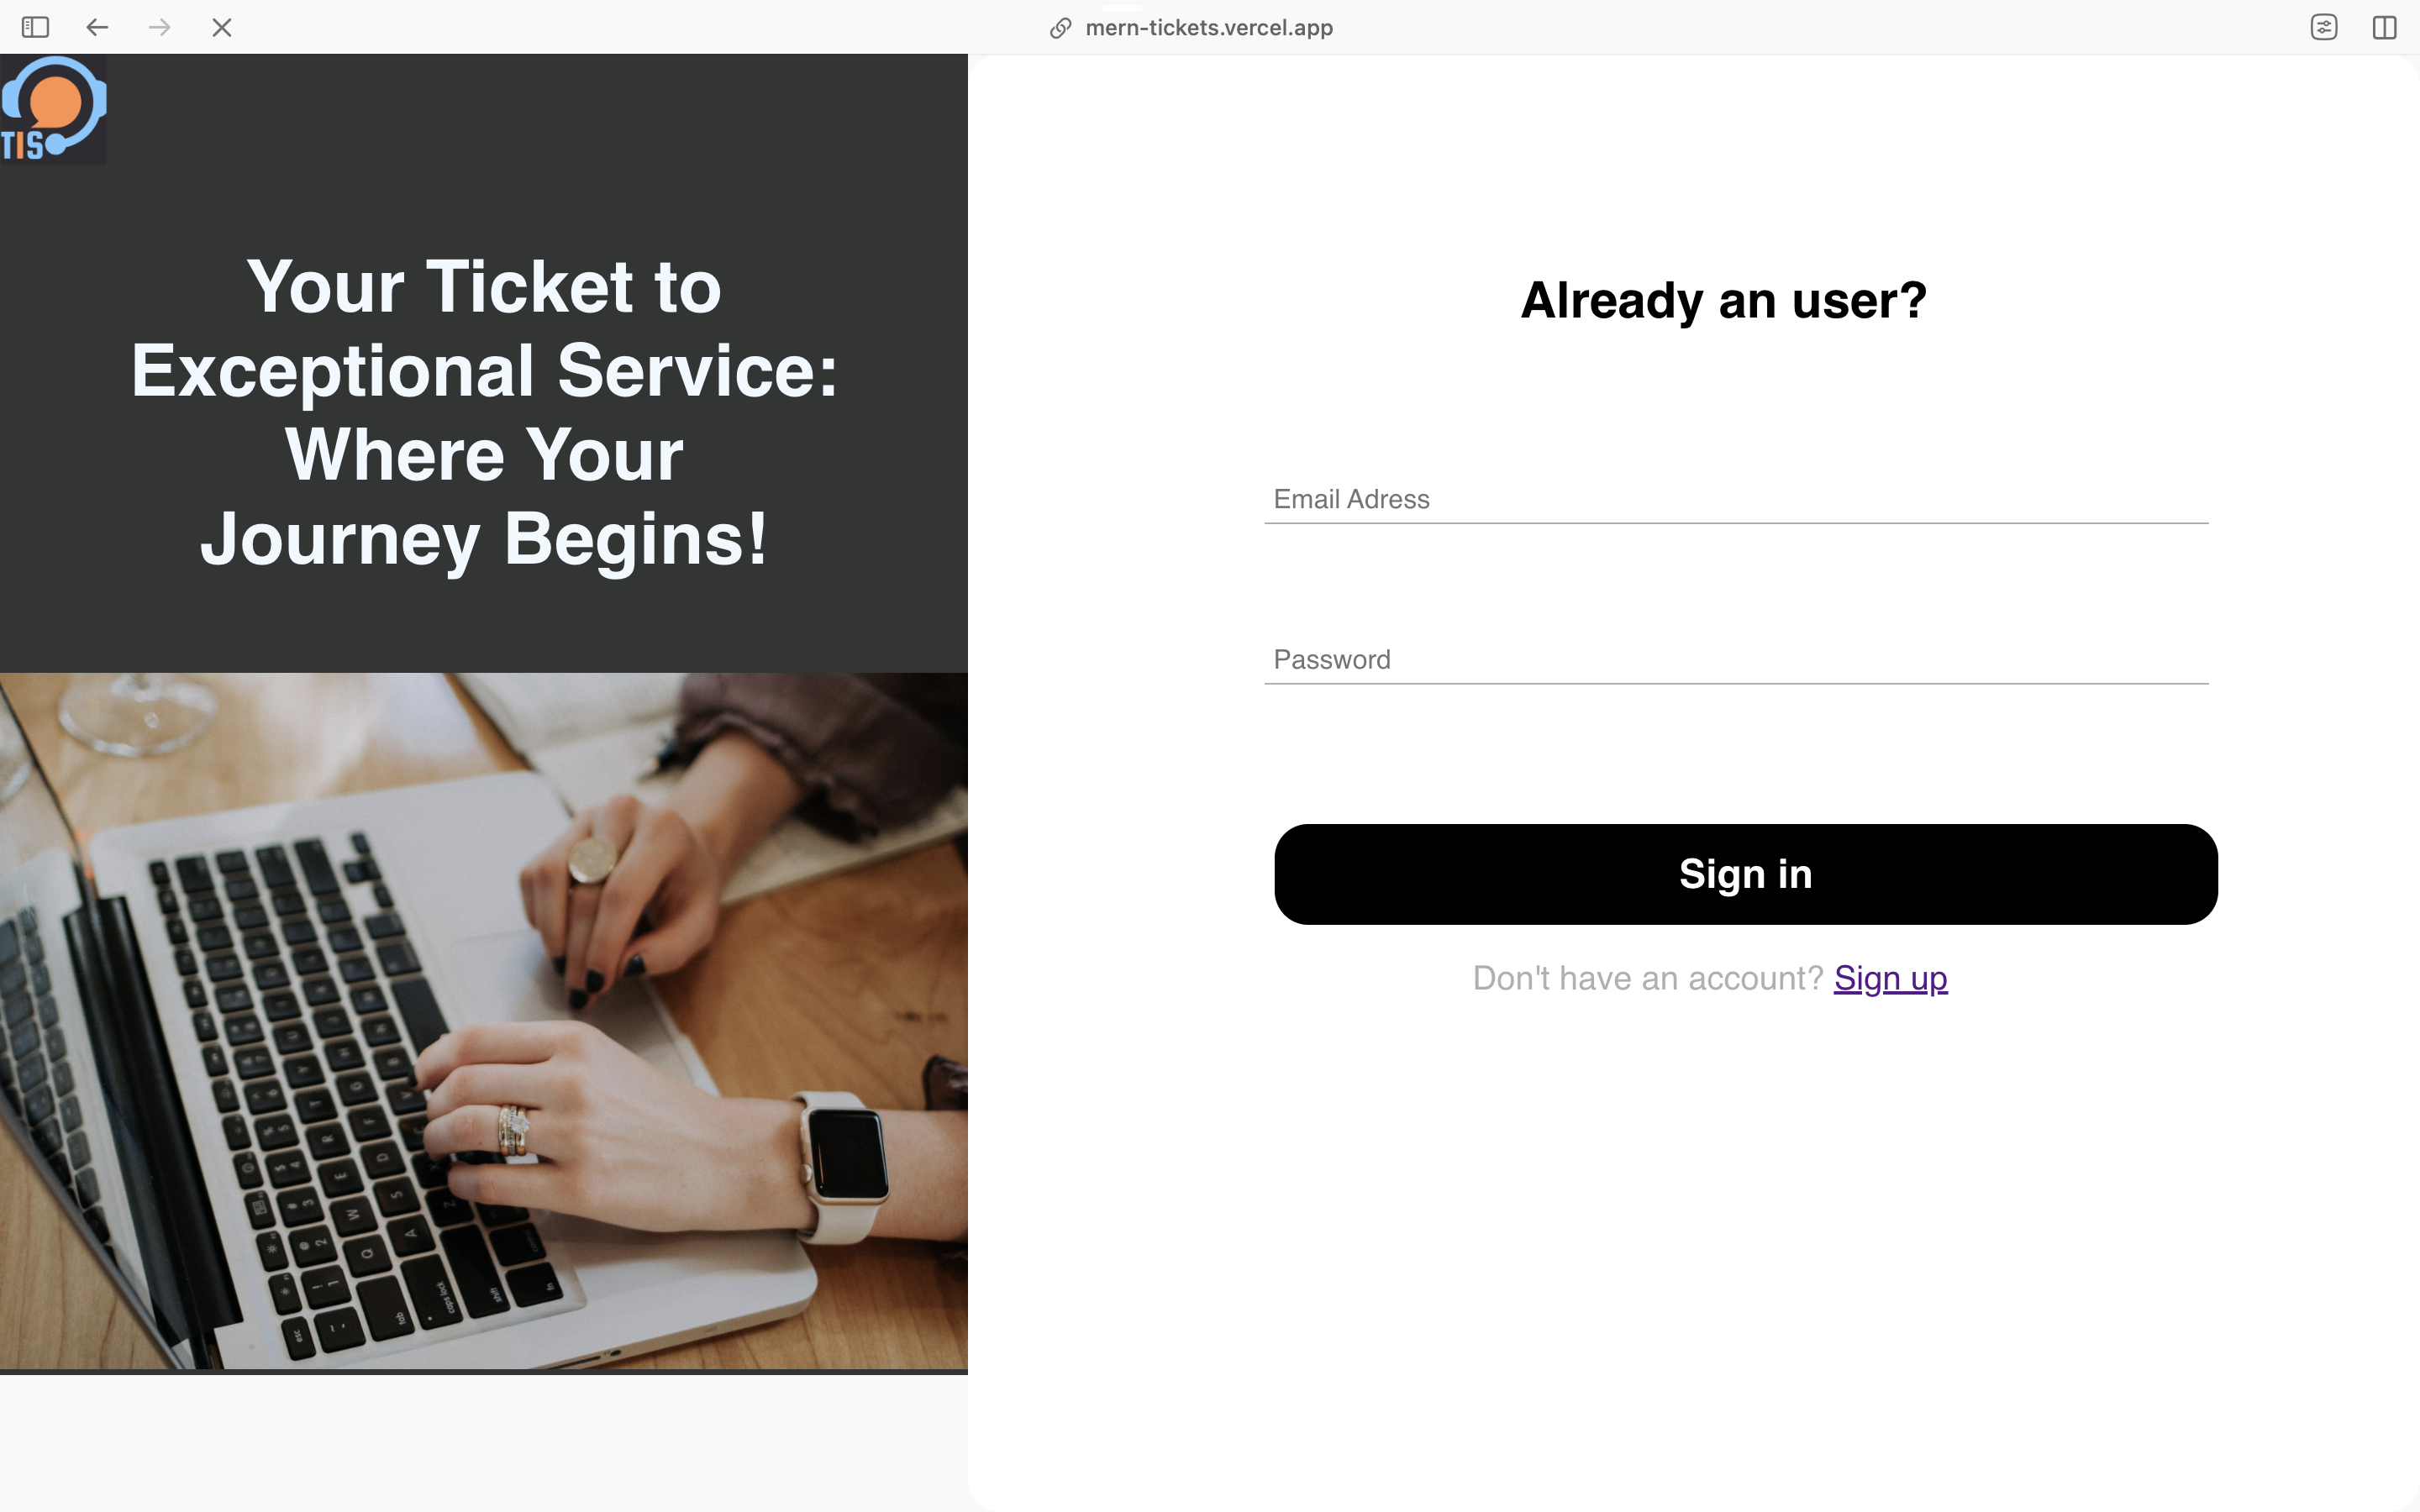 mern-tickets.vercel.app
TIS
Your Ticket to
Exceptional Service:
Where Your
Journey Begins!
Already an user?
Email Adress
Password
Sign in
Don't have an account? Sign up